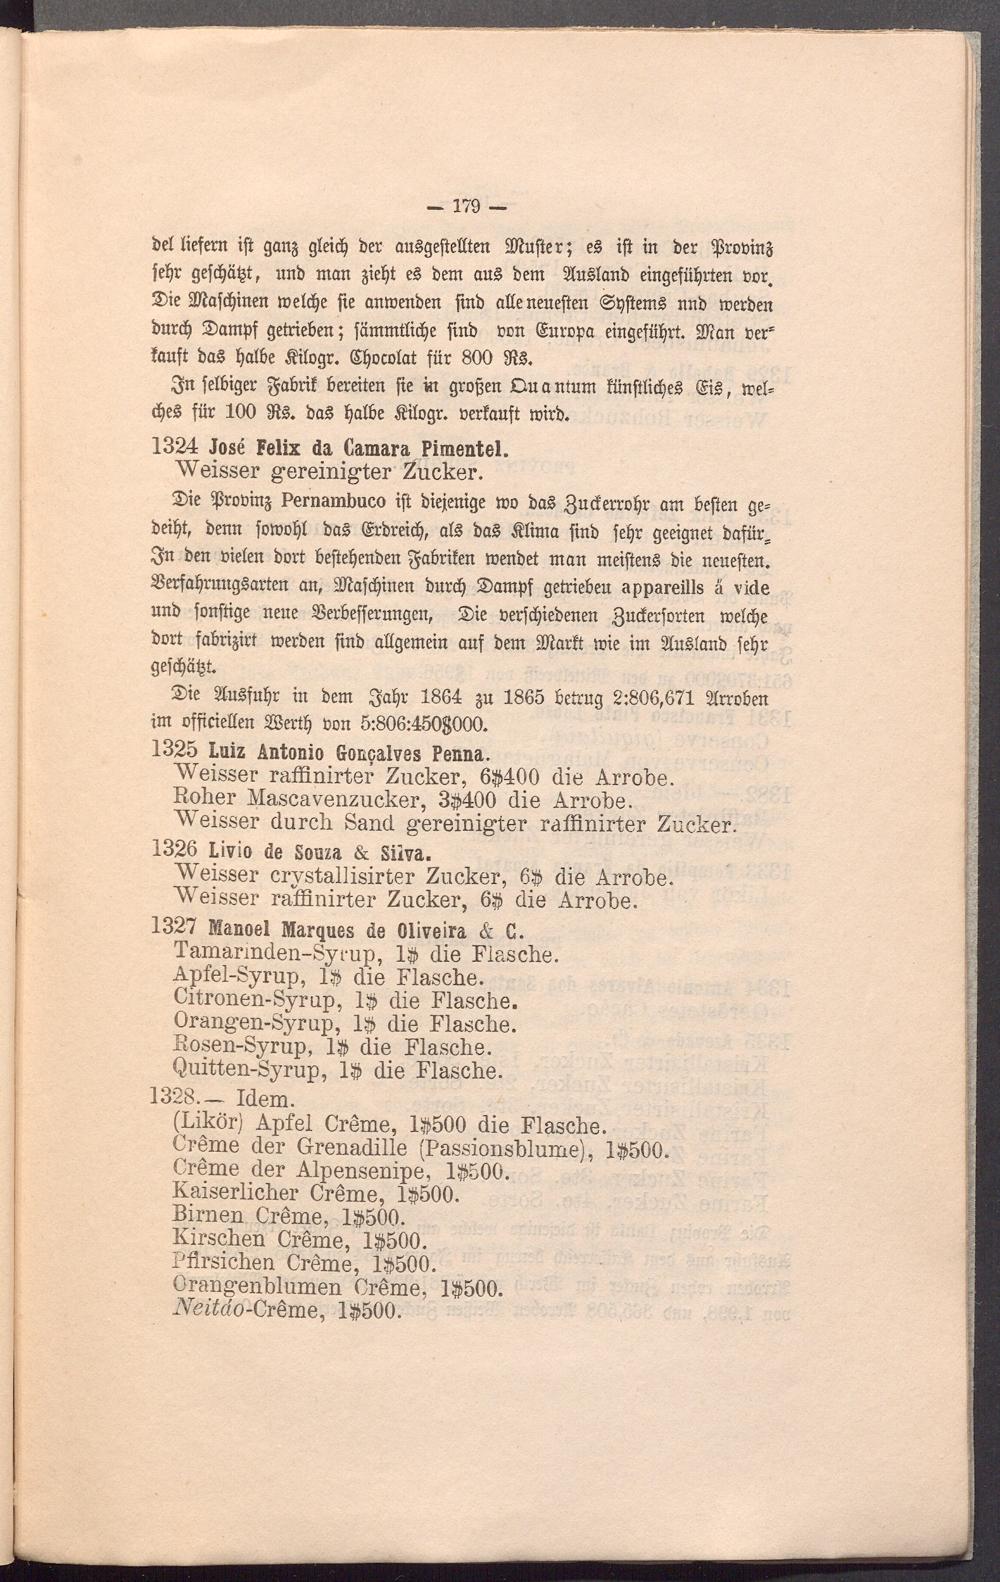 — 179 —
del liefern ist ganz gleich der ausgestellten Muster; es ist in der Provinz
sehr geschätzt, und man zieht es dem aus dem Ausland eingeführten vor.
Die Maschinen welche sie anwenden sind alle neuesten Systems nnd werden
durch Dampf getrieben; sämmtliche sind von Europa eingeführt. Man ver-
kauft das halbe Kilogr. Chocolat für 800 Rs.
In selbiger Fabrik bereiten sie in großen Quantum künstliches Eis, wel-
ches für 100 Rs. das halbe Kilogr. verkauft wird.
1324 José Felix da Camara Pimentel.
Weisser gereinigter Zucker.
Die Provinz Pernambuco ist diejenige wo das Zuckerrohr am besten ge-
deiht, denn sowohl das Erdreich, als das Klima sind sehr geeignet dafür-
In den vielen dort bestehenden Fabriken wendet man meistens die neuesten.
Verfahrungsarten an, Maschinen durch Dampf getriebeu appareills á vide
und sonstige neue Verbesserungen, Die verschiedenen Zuckersorten welche
dort fabrizirt werden sind allgemein auf dem Markt wie im Ausland sehr
geschätzt.
Die Ausfuhr in dem Jahr 1864 zu 1865 betrug 2:806,671 Arroben
im officiellen Werth von 5:806:450$000.
1325 Luiz Antonio Gonçalves Penna.
Weisser raffinirter Zucker, 6$400 die Arrobe.
Roher Mascavenzucker, 3$400 die Arrobe.
Weisser durch Sand gereinigter raffinirter Zucker.
1326 Livio de Souza & Silva.
Weisser crystallisirter Zucker, 6$ die Arrobe.
Weisser raffinirter Zucker, 6$ die Arrobe.
1327 Manoel Marques de Oliveira & C.
Tamarinden-Syrup, 1$ die Flasche.
Apfel-Syrup, 1$ die Flasche.
Citronen-Syrup, 1$ die Flasche.
Orangen-Syrup, 1$ die Flasche.
Rosen-Syrup, 1$ die Flasche.
Quitten-Syrup, 1$ die Flasche.
1328.— Idem.
(Likör) Apfel Crême, 1$500 die Flasche.
Crême der Grenadille (Passionsblume), 1$500.
Crême der Alpensenipe, 1$500.
Kaiserlicher Crême, 1$500.
Birnen Crême, 1$500.
Kirschen Crême, 1$500.
Pfirsichen Crême, 1$500.
Orangenblumen Crême, 1$500.
Neitáo-Crême, 1$500.